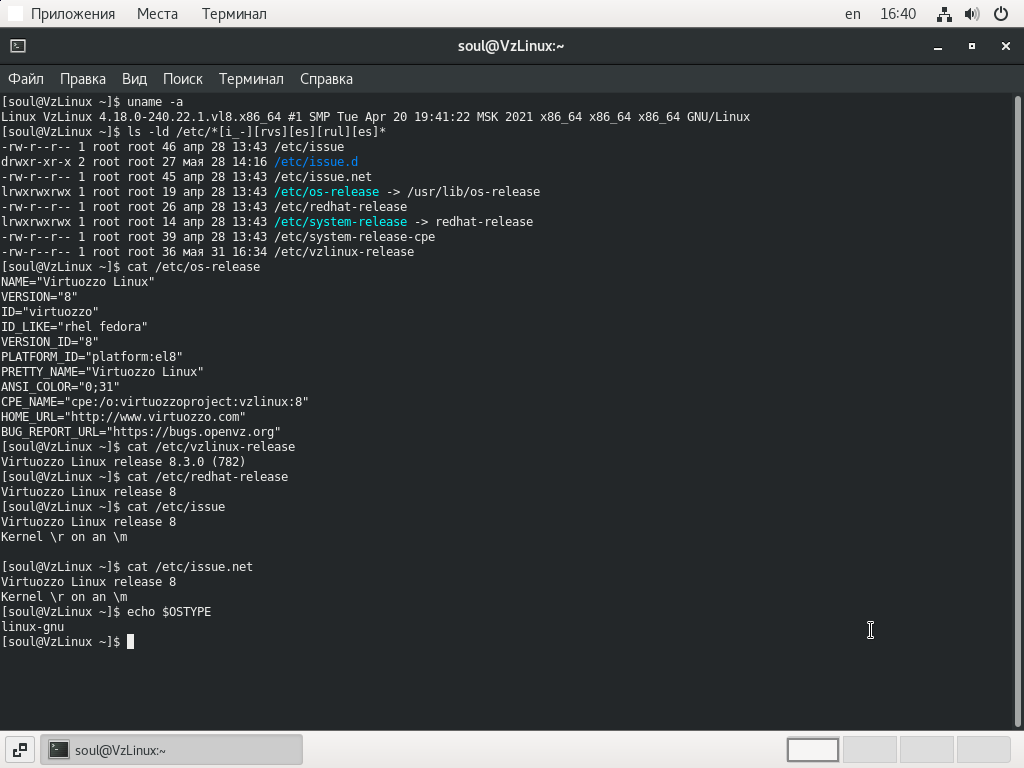 Приложения Места Терминал en 16:40
soul@VzLinux:~
Файл Правка Вид Поиск Терминал Справка
[soul@VzLinux ~]$ uname -a
Linux VzLinux 4.18.0-240.22.1.vl8.x86_64 #1 SMP Tue Apr 20 19:41:22 MSK 2021 x86_64 x86_64 x86_64 GNU/Linux
[soul@VzLinux ~]$ ls -ld /etc/*[i_-][rvs][es][rul][es]*
-rw-r--r-- 1 root root 46 апр 28 13:43 /etc/issue
drwxr-xr-x 2 root root 27 мая 28 14:16 /etc/issue.d
-rw-r--r-- 1 root root 45 апр 28 13:43 /etc/issue.net
lrwxrwxrwx 1 root root 19 апр 28 13:43 /etc/os-release -> /usr/lib/os-release
-rw-r--r-- 1 root root 26 апр 28 13:43 /etc/redhat-release
lrwxrwxrwx 1 root root 14 апр 28 13:43 /etc/system-release -> redhat-release
-rw-r--r-- 1 root root 39 апр 28 13:43 /etc/system-release-cpe
-rw-r--r-- 1 root root 36 мая 31 16:34 /etc/vzlinux-release
[soul@VzLinux ~]$ cat /etc/os-release
NAME="Virtuozzo Linux"
VERSION="8"
ID="virtuozzo"
ID_LIKE="rhel fedora"
VERSION_ID="8"
PLATFORM_ID="platform:el8"
PRETTY_NAME="Virtuozzo Linux"
ANSI_COLOR="0;31"
CPE_NAME="cpe:/o:virtuozzoproject:vzlinux:8"
HOME_URL="http://www.virtuozzo.com"
BUG_REPORT_URL="https://bugs.openvz.org"
[soul@VzLinux ~]$ cat /etc/vzlinux-release
Virtuozzo Linux release 8.3.0 (782)
[soul@VzLinux ~]$ cat /etc/redhat-release
Virtuozzo Linux release 8
[soul@VzLinux ~]$ cat /etc/issue
Virtuozzo Linux release 8
Kernel \r on an \m
[soul@VzLinux ~]$ cat /etc/issue.net
Virtuozzo Linux release 8
Kernel \r on an \m
[soul@VzLinux ~]$ echo $OSTYPE
linux-gnu
[soul@VzLinux ~]$
soul@VzLinux:~